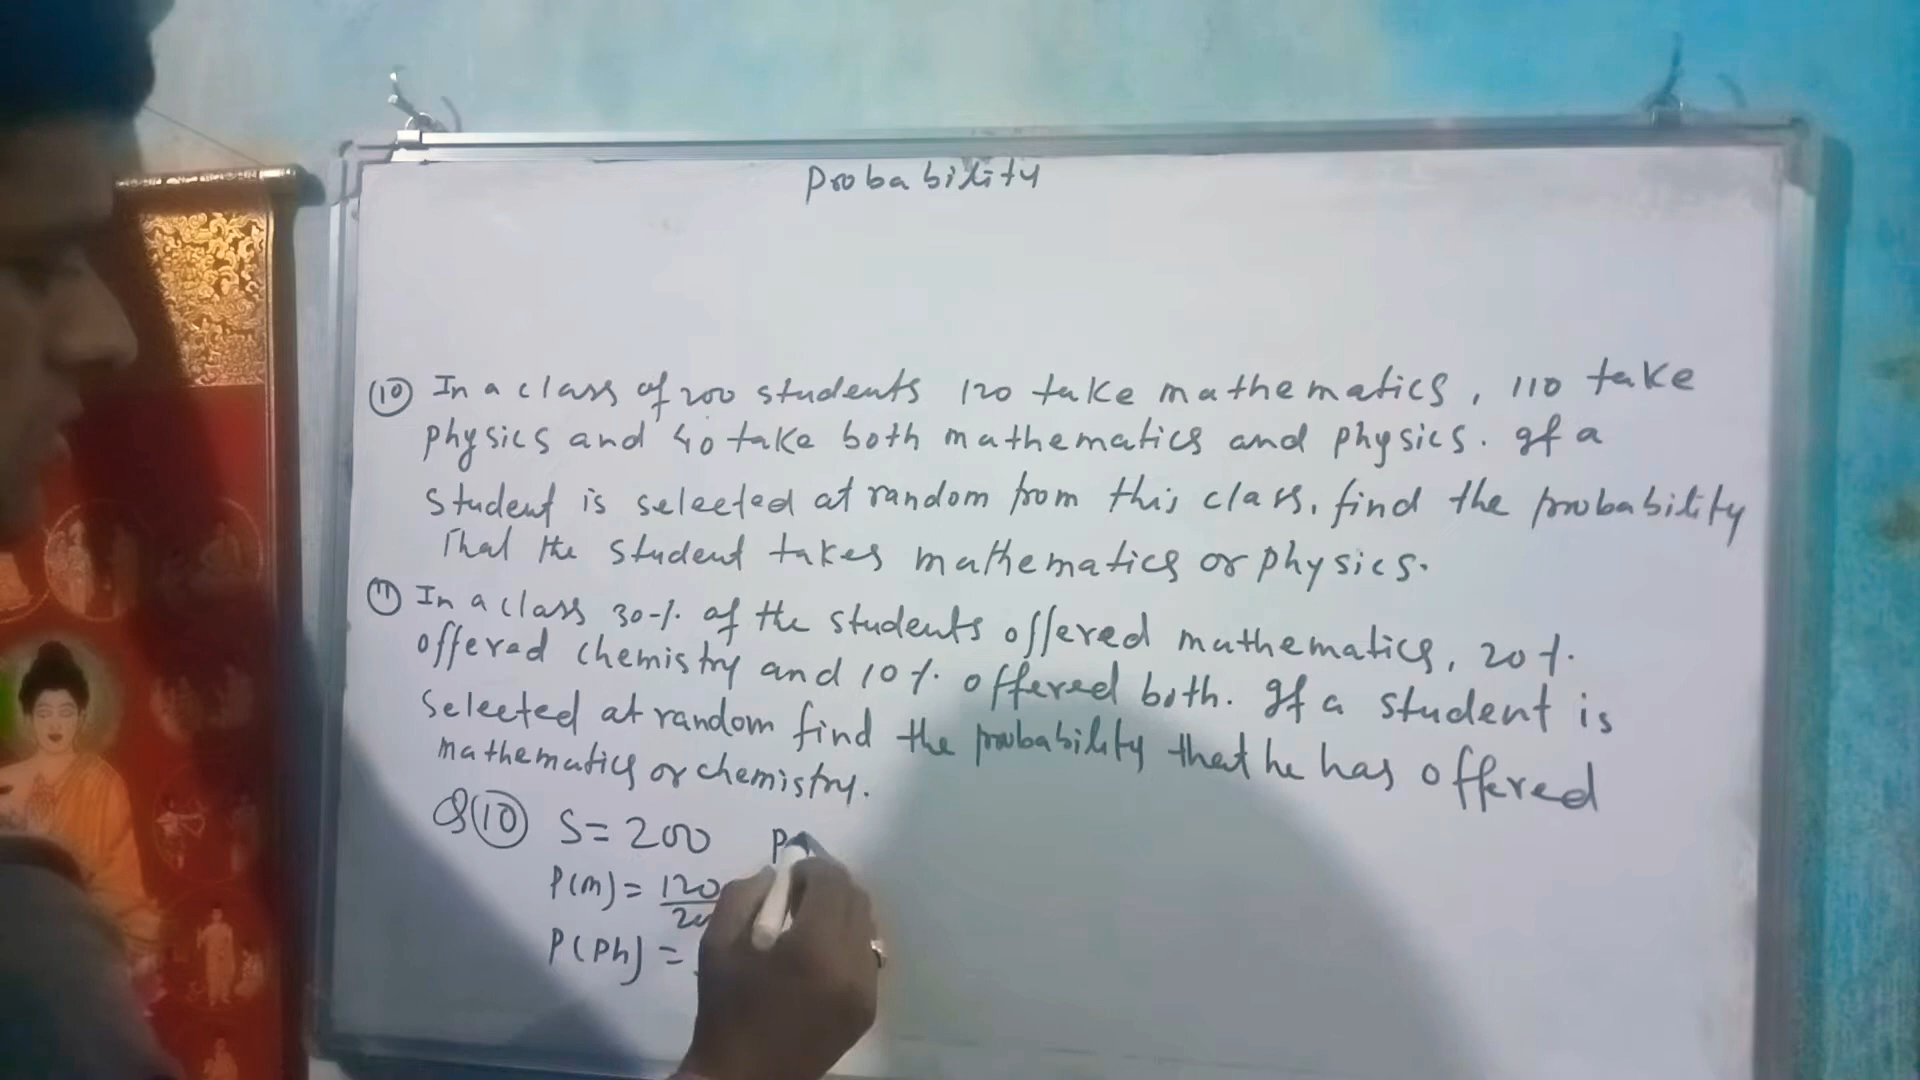 Probability
(10) In a class of 200 students 120 take mathematics, 110 take
physics and 40 take both mathematics and physics. If a
student is selected at random from this class, find the probability
That the student takes mathematics or physics.
(11) In a class 30% of the students offered mathematics, 20%
offered chemistry and 10% offered both. If a student is
selected at random find the probability that he has offered
mathematics or chemistry.
Q(10) S = 200 P
P(m) = 120/20
P(Ph) =